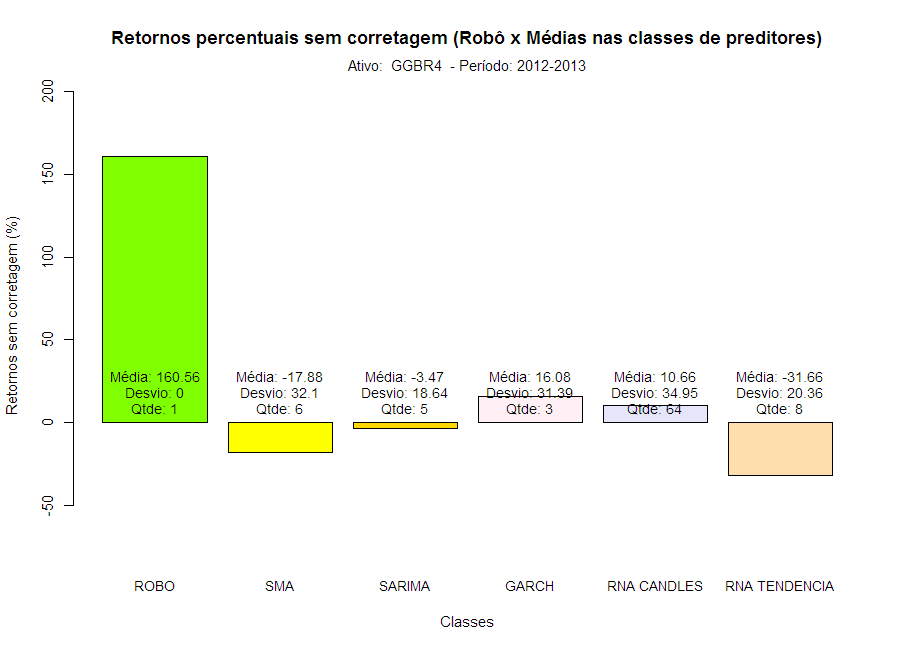 Retornos percentuais sem corretagem (Robô x Médias nas classes de preditores)
Ativo:  GGBR4  - Período: 2012-2013
Retornos sem corretagem (%)
200
150
100
50
0
-50
Média: 160.56
Desvio: 0
Qtde: 1
Média: -17.88
Desvio: 32.1
Qtde: 6
Média: -3.47
Desvio: 18.64
Qtde: 5
Média: 16.08
Desvio: 31.39
Qtde: 3
Média: 10.66
Desvio: 34.95
Qtde: 64
Média: -31.66
Desvio: 20.36
Qtde: 8
ROBO
SMA
SARIMA
GARCH
RNA CANDLES
RNA TENDENCIA
Classes